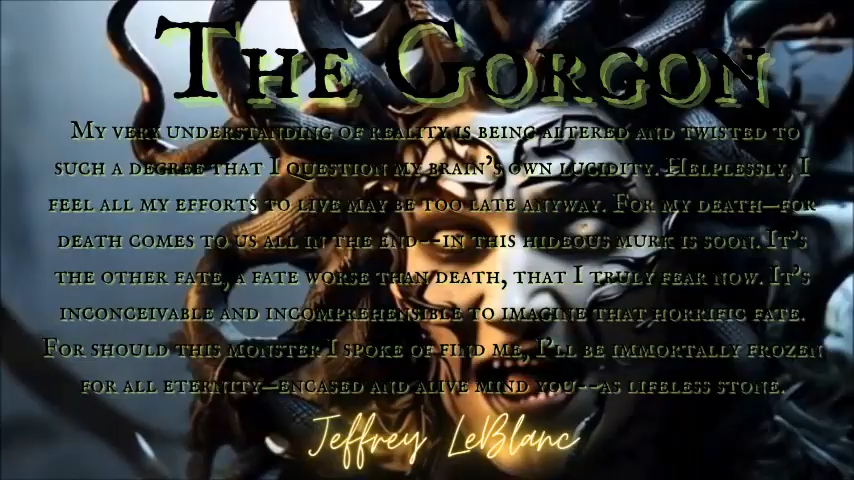 The Gorgon
My very understanding of reality is being altered and twisted to
such a degree that I question my brain's own lucidity. Helplessly, I
feel all my efforts to live may be too late anyway. For my death—for
death comes to us all in the end--in this hideous murk is soon. It's
the other fate, a fate worse than death, that I truly fear now. It's
inconceivable and incomprehensible to imagine that horrific fate.
For should this monster I spoke of find me, I'll be immortally frozen
for all eternity—encased and alive mind you--as lifeless stone.
Jeffrey LeBlanc